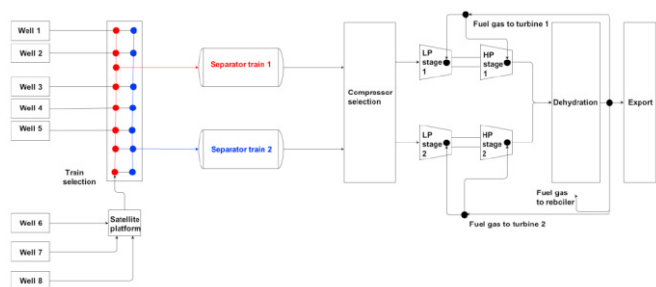 Well 1
Well 2
Well 3
Well 4
Well 5
Train
selection
Well 6
Well 7
Well 8
Satellite
platform
Separator train 1
Separator train 2
Compressor
selection
Fuel gas to turbine 1
LP
stage
1
HP
stage
1
LP
stage
2
HP
stage
2
Dehydration
Export
Fuel gas
to rebciler
Fuel gas to turbine 2